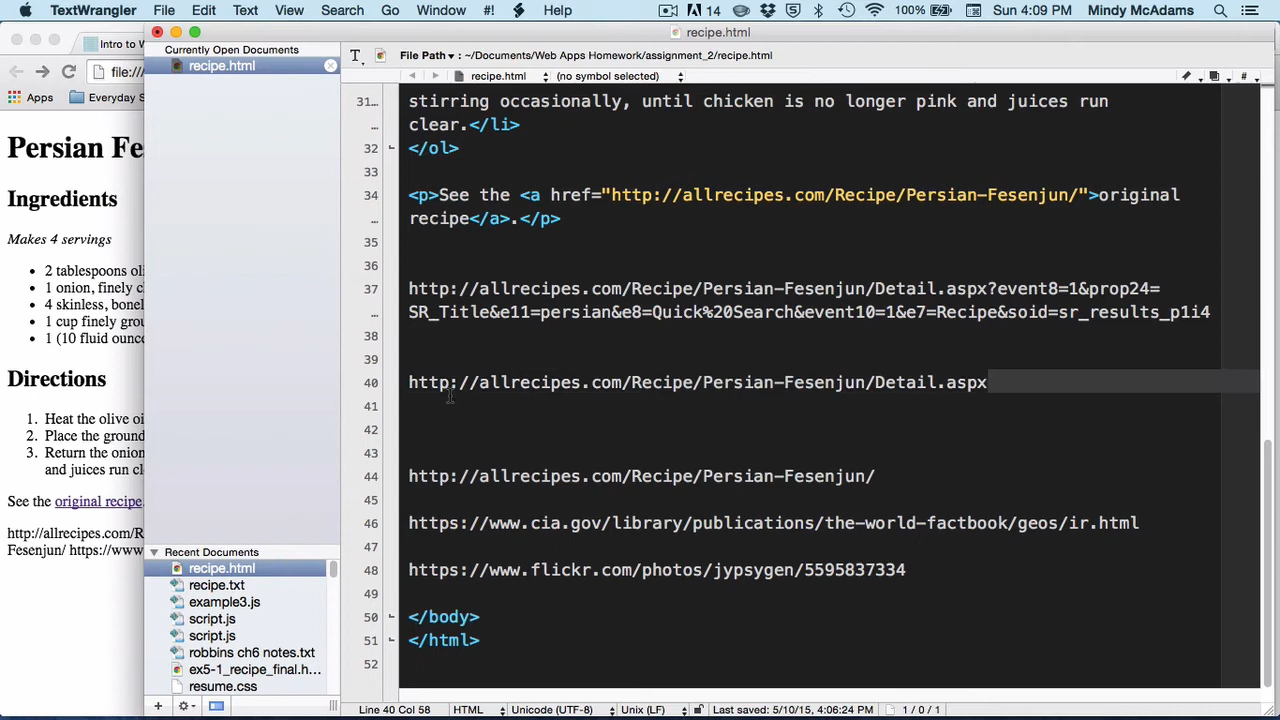 TextWrangler File Edit Text View Search Go Window #! Help 14 100% Sun 4:09 PM Mindy McAdams
recipe.html
Intro to W
file:///
Apps Everyday S
Persian Fe
Ingredients
Makes 4 servings
• 2 tablespoons oli
• 1 onion, finely c
• 4 skinless, bonel
• 1 cup finely grou
• 1 (10 fluid ounce
Directions
1. Heat the olive oi
2. Place the ground
3. Return the onion
and juices run cl
See the original recipe.
http://allrecipes.com/R
Fesenjun/ https://www
Currently Open Documents
recipe.html
Recent Documents
recipe.html
recipe.txt
example3.js
script.js
script.js
robbins ch6 notes.txt
ex5-1_recipe_final.h...
resume.css
File Path ▾ : ~/Documents/Web Apps Homework/assignment_2/recipe.html
recipe.html (no symbol selected) #
31… stirring occasionally, until chicken is no longer pink and juices run
… clear.</li>
32 </ol>
33
34 <p>See the <a href="http://allrecipes.com/Recipe/Persian-Fesenjun/">original
… recipe</a>.</p>
35
36
37 http://allrecipes.com/Recipe/Persian-Fesenjun/Detail.aspx?event8=1&prop24=
… SR_Title&e11=persian&e8=Quick%20Search&event10=1&e7=Recipe&soid=sr_results_p1i4
38
39
40 http://allrecipes.com/Recipe/Persian-Fesenjun/Detail.aspx
41
42
43
44 http://allrecipes.com/Recipe/Persian-Fesenjun/
45
46 https://www.cia.gov/library/publications/the-world-factbook/geos/ir.html
47
48 https://www.flickr.com/photos/jypsygen/5595837334
49
50 </body>
51 </html>
52
Line 40 Col 58 HTML Unicode (UTF-8) Unix (LF) Last saved: 5/10/15, 4:06:24 PM 1 / 0 / 1